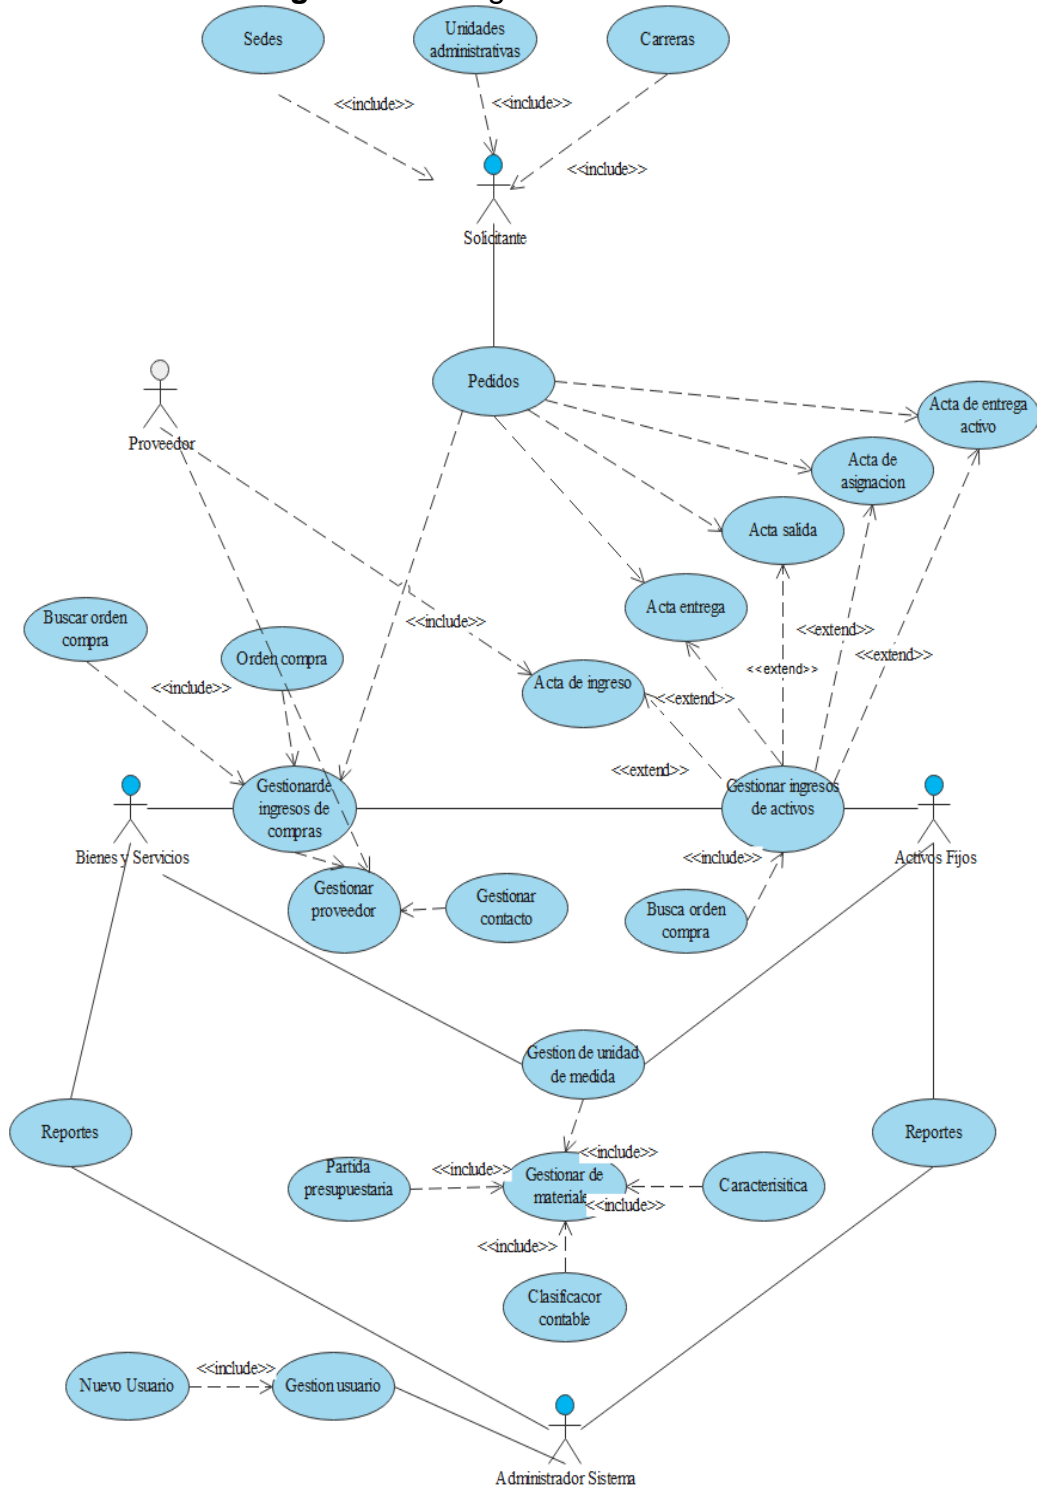 Sedes
Unidades
administrativas
Carreras
<<include>>
<<include>>
<<include>>
Solicitante
Pedidos
Acta de entrega
activo
Proveedor
Acta de
asignacion
Acta salida
Acta entrega
Buscar orden
compra
<<include>>
<<extend>>
<<extend>>
Orden compra
<<include>>
Acta de ingreso
<<extend>>
<<extend>>
<<extend>>
Gestionarde
ingresos de
compras
Gestionar ingresos
de activos
Bienes y Servicios
Activos Fijos
<<include>>
Gestionar
proveedor
Gestionar
contacto
Busca orden
compra
Gestion de unidad
de medida
Reportes
Reportes
<<include>>
Partida
presupuestaria
<<include>>
Gestionar de
materiale
<<include>>
Caracterisitica
<<include>>
Clasificacor
contable
<<include>>
Nuevo Usuario
Gestion usuario
Administrador Sistema